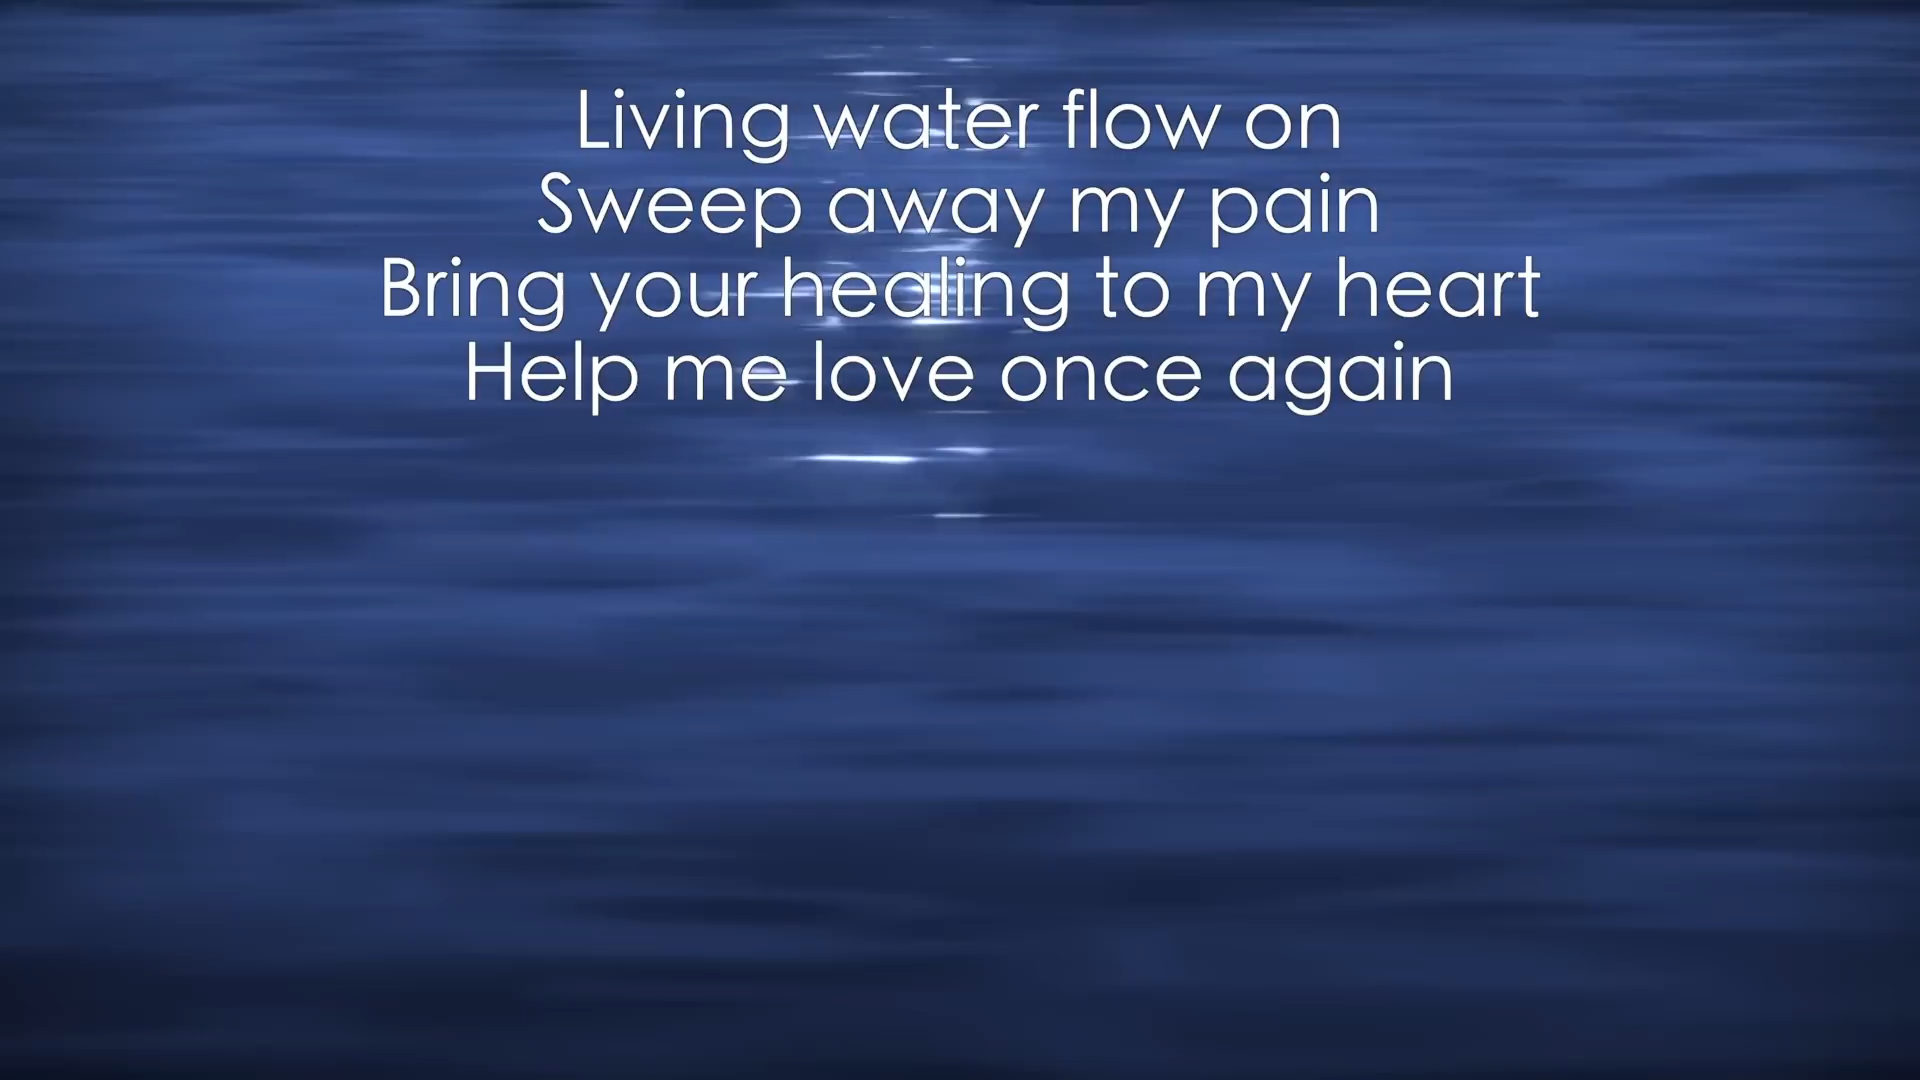 Living water flow on
Sweep away my pain
Bring your healing to my heart
Help me love once again